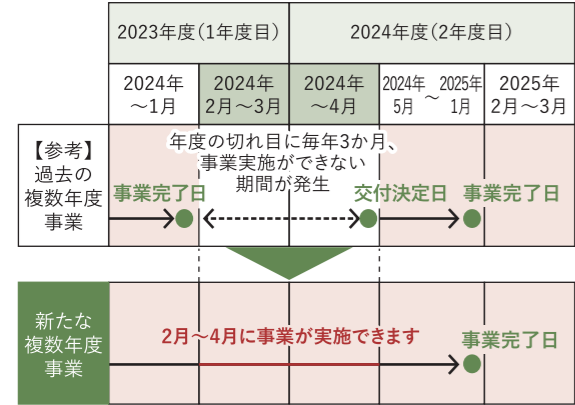 2023年度(1年度目)
2024年度(2年度目)
2024年
～1月
2024年
2月～3月
2024年
～4月
2024年
5月
～
2025年
1月
2025年
2月～3月
【参考】
過去の
複数年度
事業
年度の切れ目に毎年3か月、
事業実施ができない
期間が発生
事業完了日
交付決定日
事業完了日
新たな
複数年度
事業
2月～4月に事業が実施できます
事業完了日